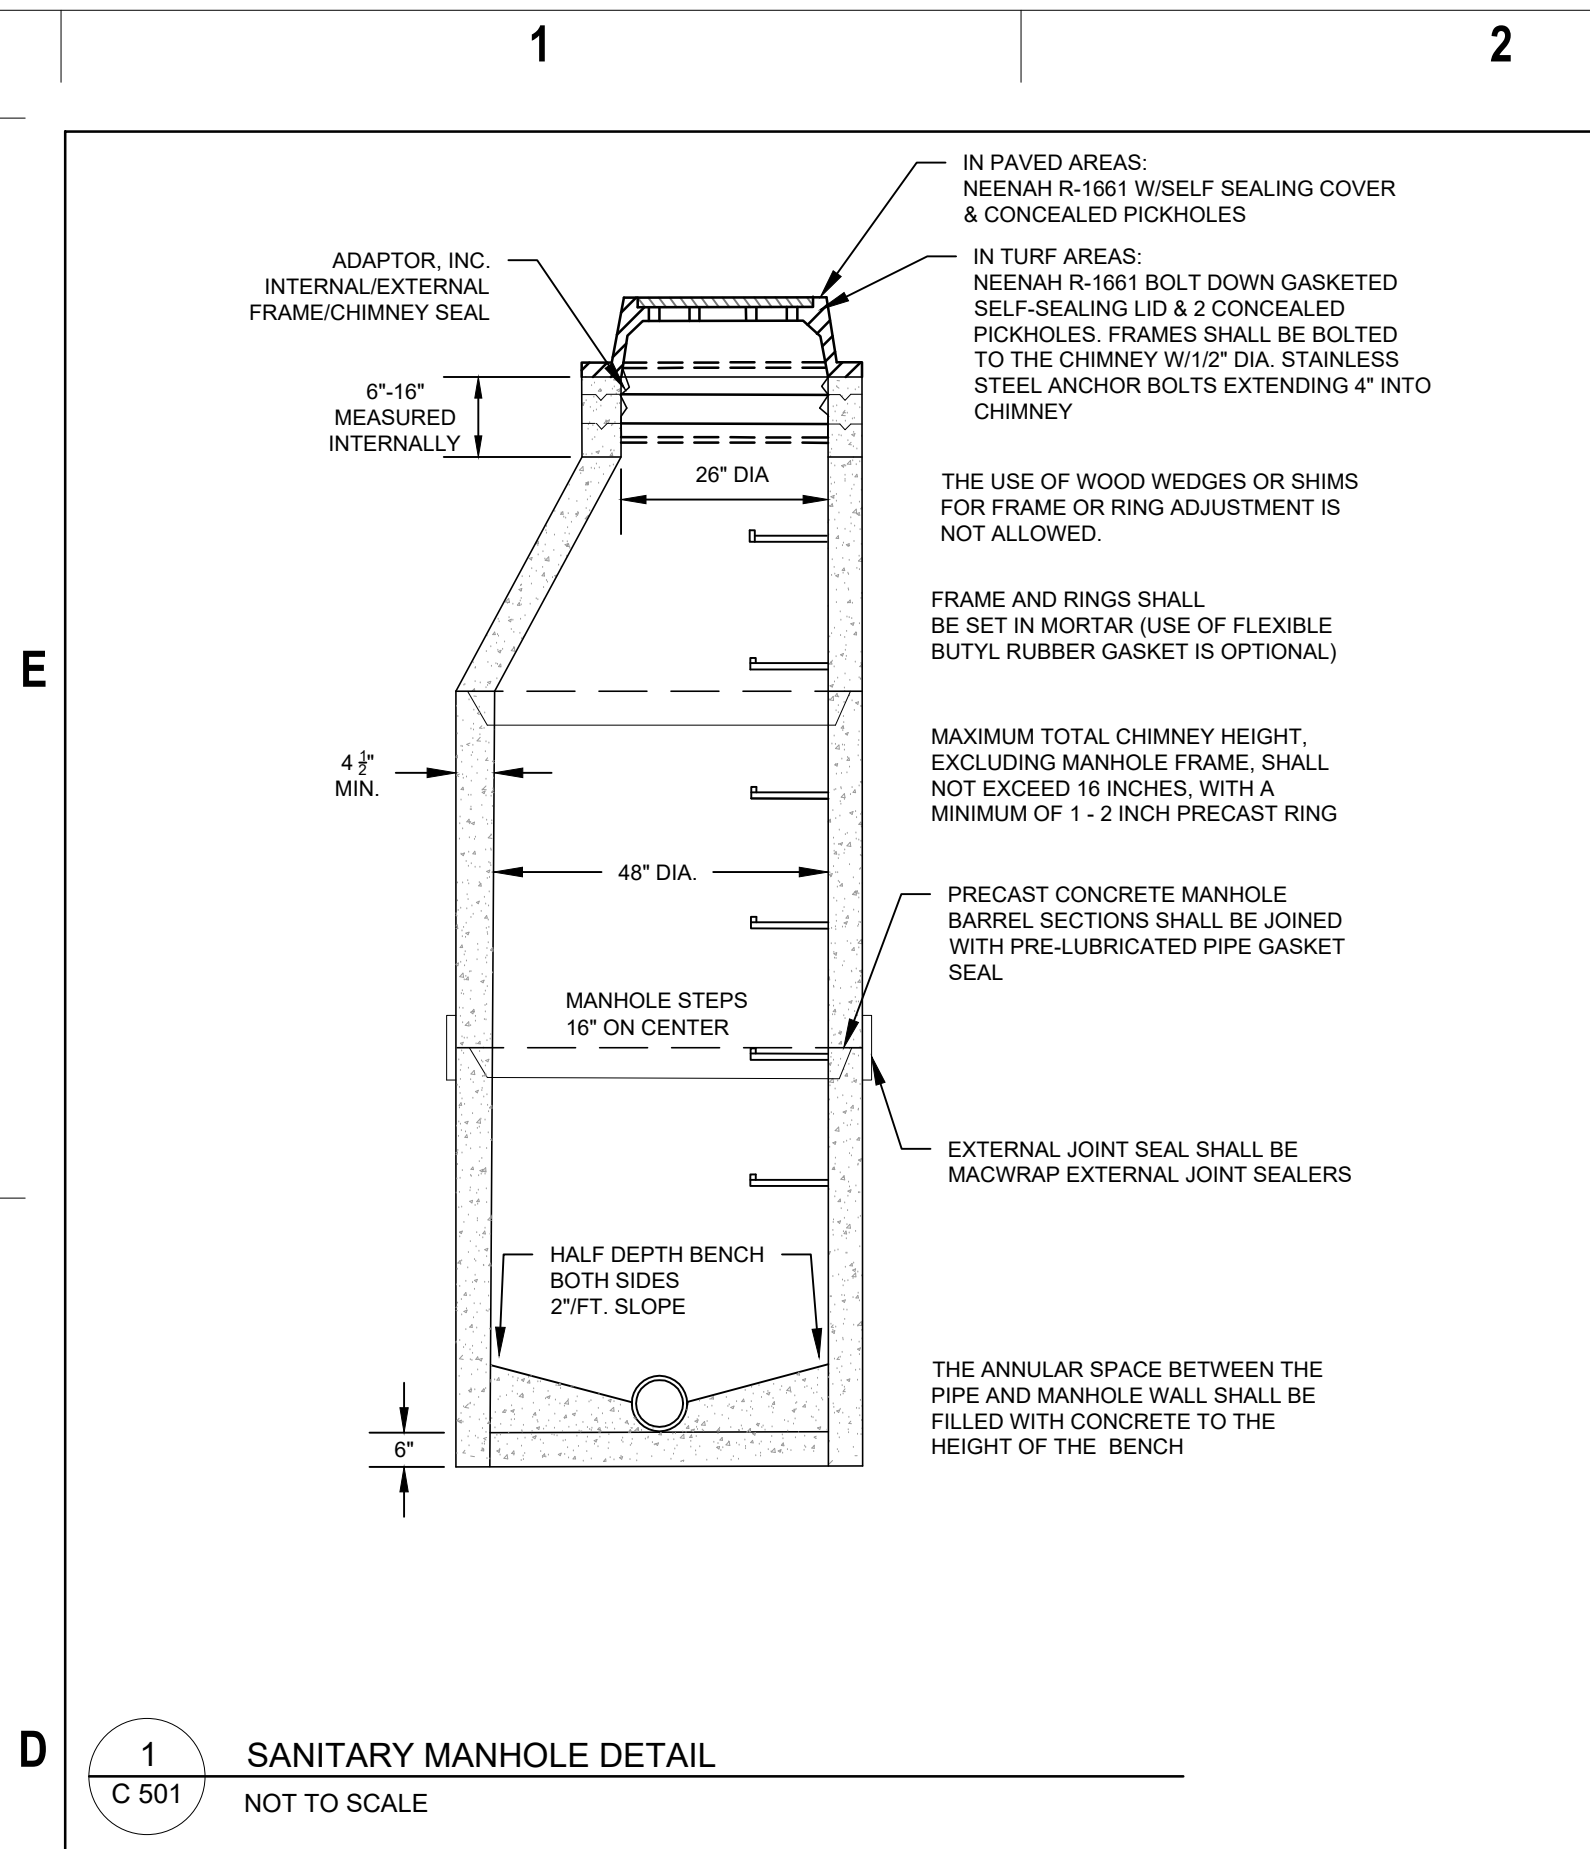 1
2
IN PAVED AREAS:
NEENAH R-1661 W/SELF SEALING COVER
& CONCEALED PICKHOLES
ADAPTOR, INC.
INTERNAL/EXTERNAL
FRAME/CHIMNEY SEAL
IN TURF AREAS:
NEENAH R-1661 BOLT DOWN GASKETED
SELF-SEALING LID & 2 CONCEALED
PICKHOLES. FRAMES SHALL BE BOLTED
TO THE CHIMNEY W/1/2" DIA. STAINLESS
STEEL ANCHOR BOLTS EXTENDING 4" INTO
CHIMNEY
6"-16"
MEASURED
INTERNALLY
26" DIA
THE USE OF WOOD WEDGES OR SHIMS
FOR FRAME OR RING ADJUSTMENT IS
NOT ALLOWED.
FRAME AND RINGS SHALL
BE SET IN MORTAR (USE OF FLEXIBLE
BUTYL RUBBER GASKET IS OPTIONAL)
E
MAXIMUM TOTAL CHIMNEY HEIGHT,
EXCLUDING MANHOLE FRAME, SHALL
NOT EXCEED 16 INCHES, WITH A
MINIMUM OF 1 - 2 INCH PRECAST RING
4 1/2"
MIN.
48" DIA.
PRECAST CONCRETE MANHOLE
BARREL SECTIONS SHALL BE JOINED
WITH PRE-LUBRICATED PIPE GASKET
SEAL
MANHOLE STEPS
16" ON CENTER
EXTERNAL JOINT SEAL SHALL BE
MACWRAP EXTERNAL JOINT SEALERS
HALF DEPTH BENCH
BOTH SIDES
2"/FT. SLOPE
THE ANNULAR SPACE BETWEEN THE
PIPE AND MANHOLE WALL SHALL BE
FILLED WITH CONCRETE TO THE
HEIGHT OF THE BENCH
6"
D
1
C 501
SANITARY MANHOLE DETAIL
NOT TO SCALE